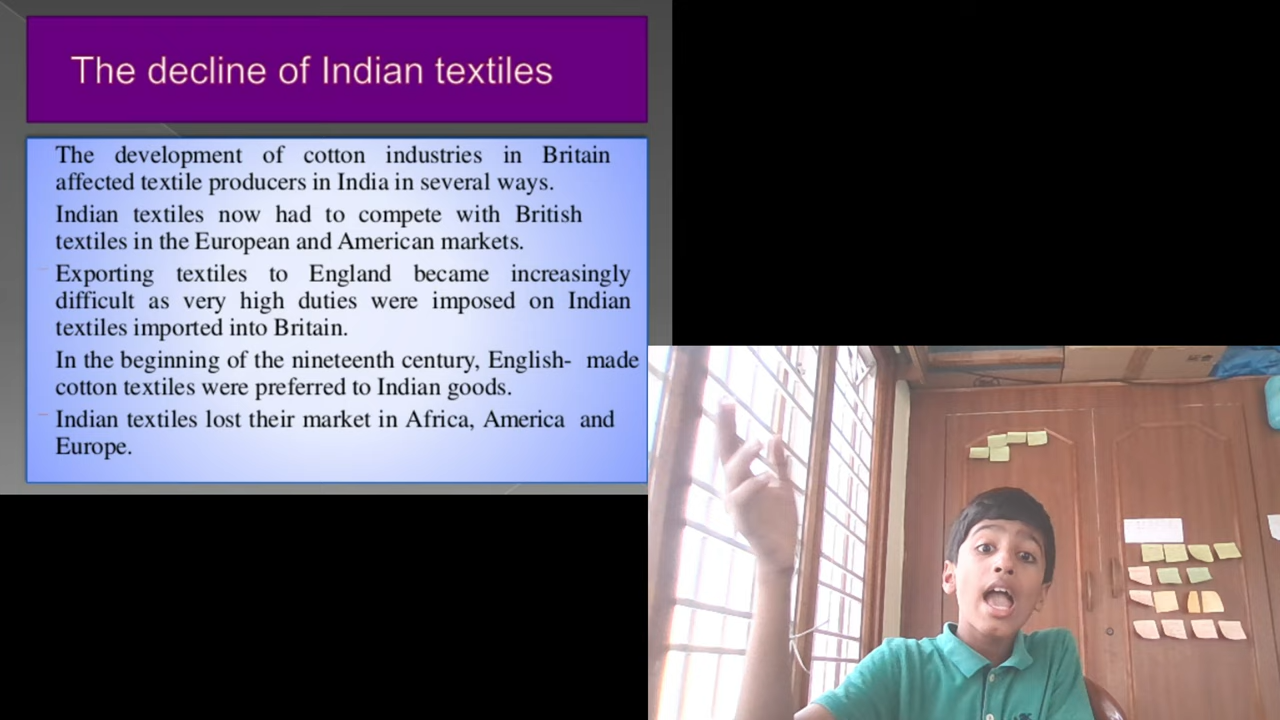 The decline of Indian textiles
The development of cotton industries in Britain
affected textile producers in India in several ways.
Indian textiles now had to compete with British
textiles in the European and American markets.
Exporting textiles to England became increasingly
difficult as very high duties were imposed on Indian
textiles imported into Britain.
In the beginning of the nineteenth century, English- made
cotton textiles were preferred to Indian goods.
Indian textiles lost their market in Africa, America and
Europe.